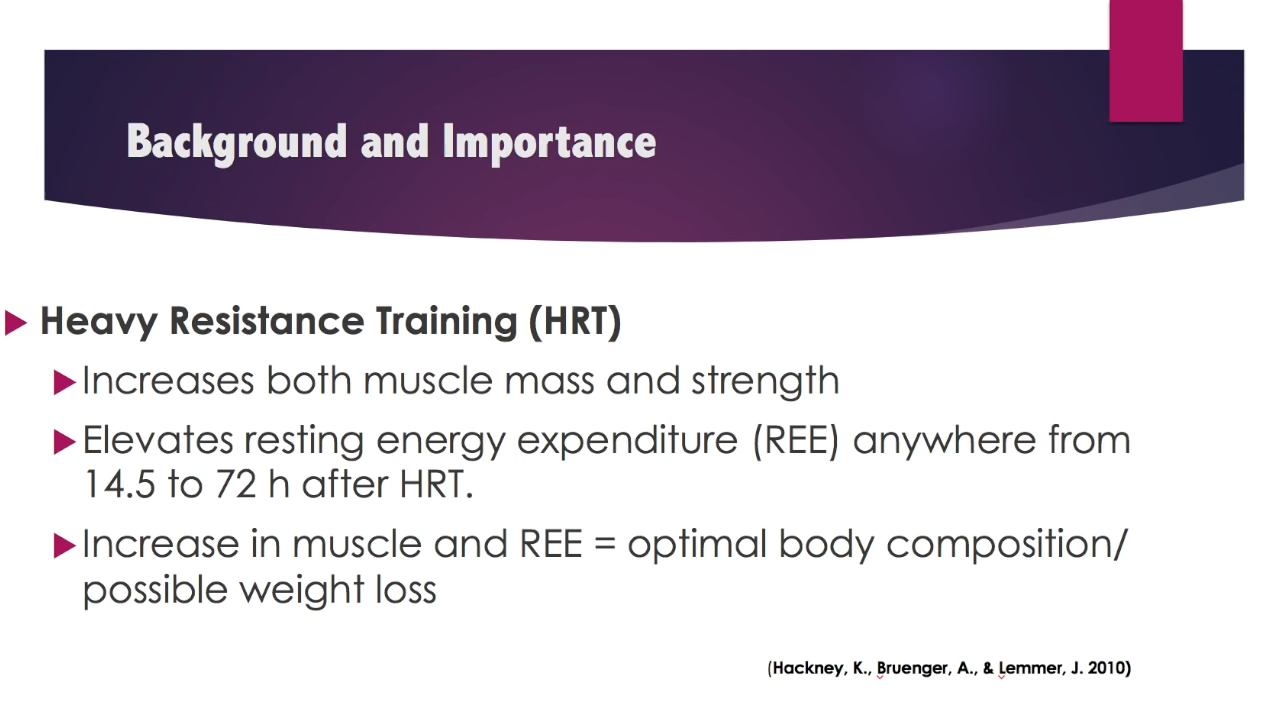 Background and Importance
Heavy Resistance Training (HRT)
Increases both muscle mass and strength
Elevates resting energy expenditure (REE) anywhere from
14.5 to 72 h after HRT.
Increase in muscle and REE = optimal body composition/
possible weight loss
(Hackney, K., Bruenger, A., & Lemmer, J. 2010)